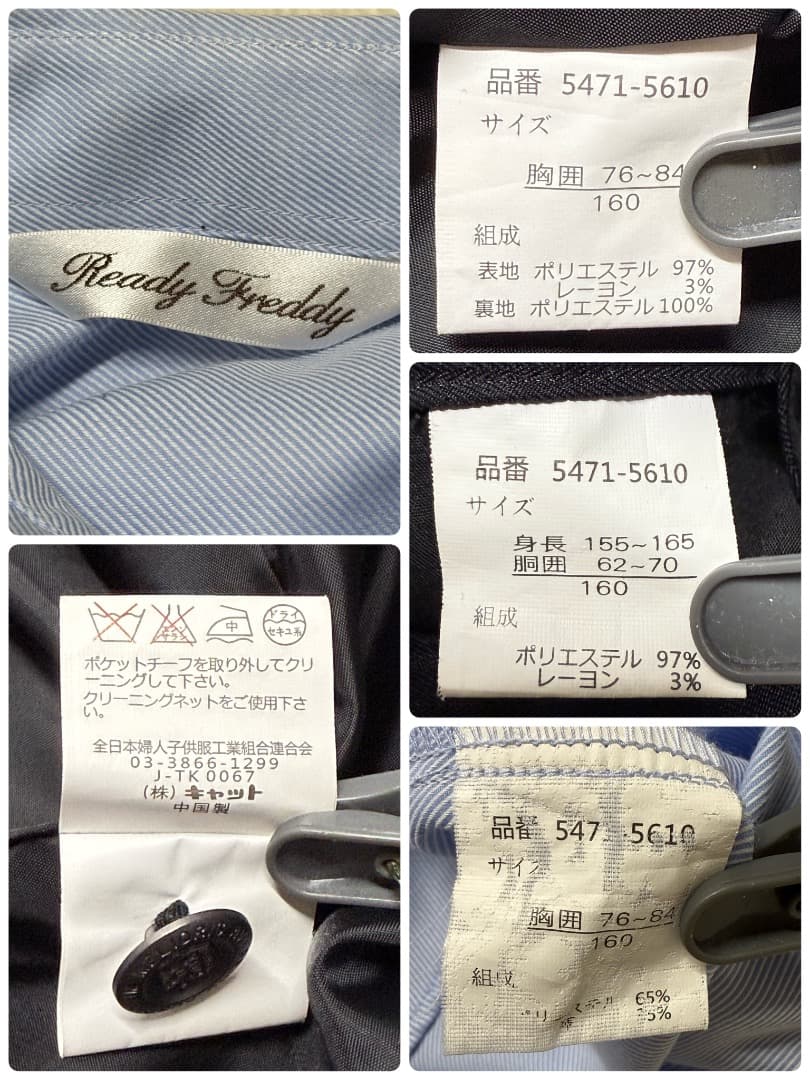 Ready Freddy
品番 5471-5610
サイズ
胸囲 76~84
160
組成
表地 ポリエステル 97%
レーヨン 3%
裏地 ポリエステル 100%
品番 5471-5610
サイズ
身長 155~165
胴囲 62~70
160
組成
ポリエステル 97%
レーヨン 3%
中
ドライ
セキユ系
ポケットチーフを取り外してクリ
ーニングして下さい。
クリーニングネットをご使用下さ
い。
全日本婦人子供服工業組合連合会
03-3866-1299
J-TK0067
(株) キャット
中国製
品番 547 -5610
サイズ
胸囲 76~84
160
組成
65%